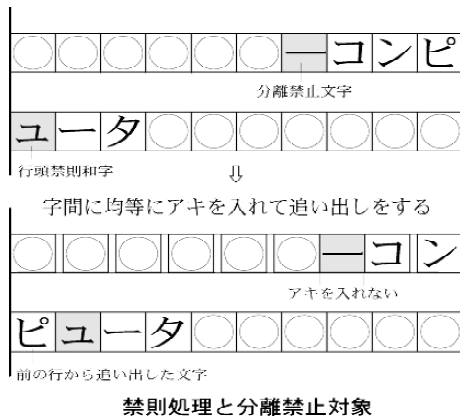 ○○○○○○―コンピ
分離禁止文字
ュータ○○○○○○○
行頭禁則和字
⇩
字間に均等にアキを入れて追い出しをする
○○○○○○―コン
アキを入れない
ピュータ○○○○○○
前の行から追い出した文字
禁則処理と分離禁止対象